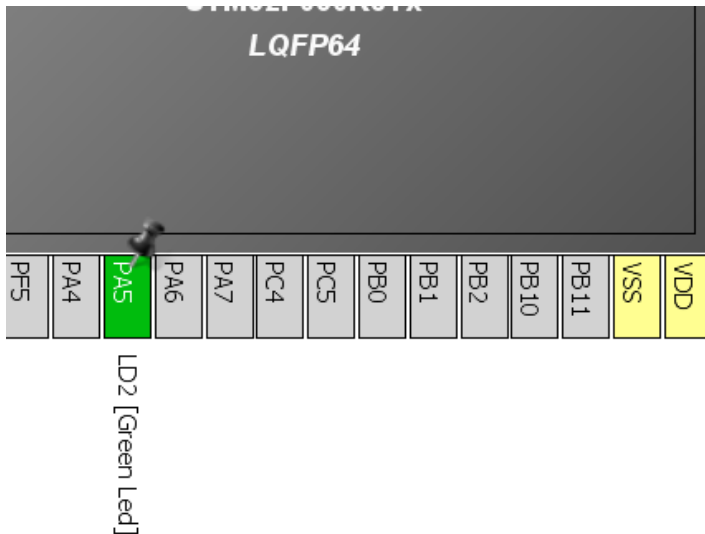 LQFP64
PF5
PA4
PA5
PA6
PA7
PC4
PC5
PB0
PB1
PB2
PB10
PB11
VSS
VDD
LD2 [Green Led]